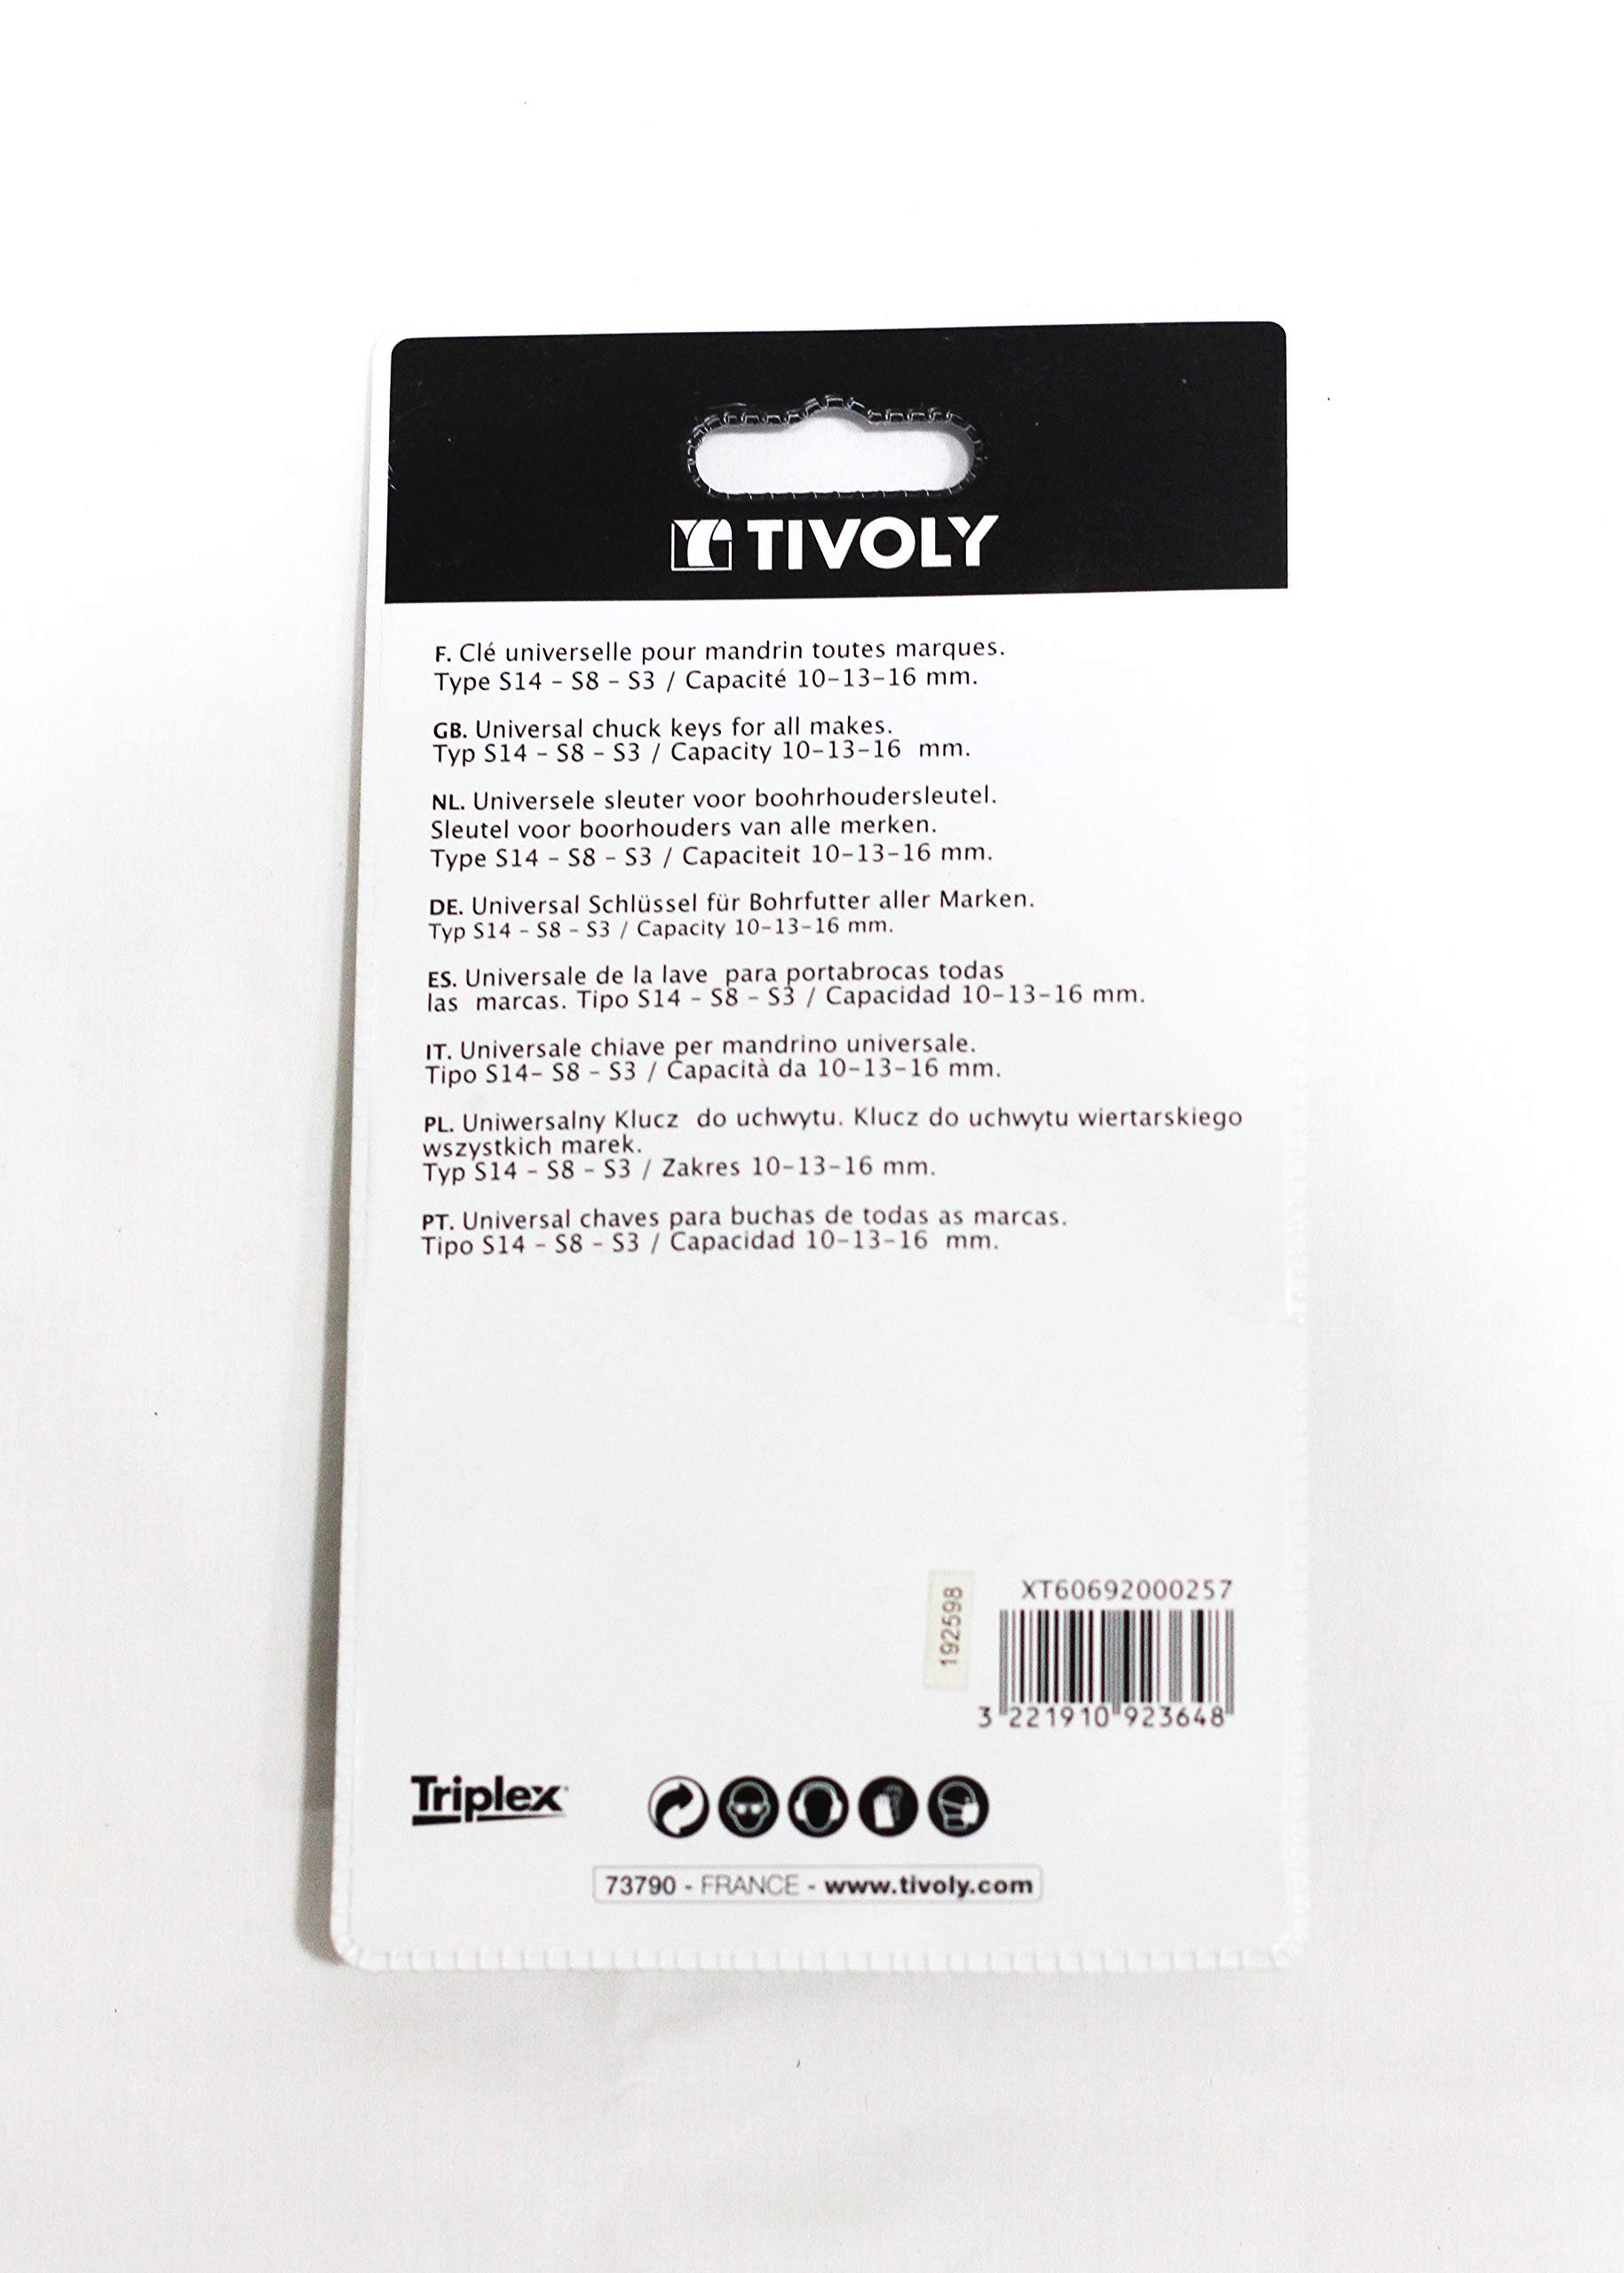 TIVOLY
F. Clé universelle pour mandrin toutes marques.
Type S14 - S8 - S3 / Capacité 10-13-16 mm.
GB. Universal chuck keys for all makes.
Typ S14 - S8 - S3 / Capacity 10-13-16 mm.
NL. Universele sleuter voor boohrhoudersleutel.
Sleutel voor boorhouders van alle merken.
Type S14 - S8 - S3 / Capaciteit 10-13-16 mm.
DE. Universal Schlüssel für Bohrfutter aller Marken.
Typ S14 - S8 - S3 / Capacity 10-13-16 mm.
ES. Universale de la lave para portabrocas todas
las marcas. Tipo S14 - S8 - S3 / Capacidad 10-13-16 mm.
IT. Universale chiave per mandrino universale.
Tipo S14- S8 - S3 / Capacità da 10-13-16 mm.
PL. Uniwersalny Klucz do uchwytu. Klucz do uchwytu wiertarskiego
wszystkich marek.
Typ S14 - S8 - S3 / Zakres 10-13-16 mm.
PT. Universal chaves para buchas de todas as marcas.
Tipo S14 - S8 - S3 / Capacidad 10-13-16 mm.
192598
XT60692000257
3 221910 923648
Triplex
73790 - FRANCE - www.tivoly.com